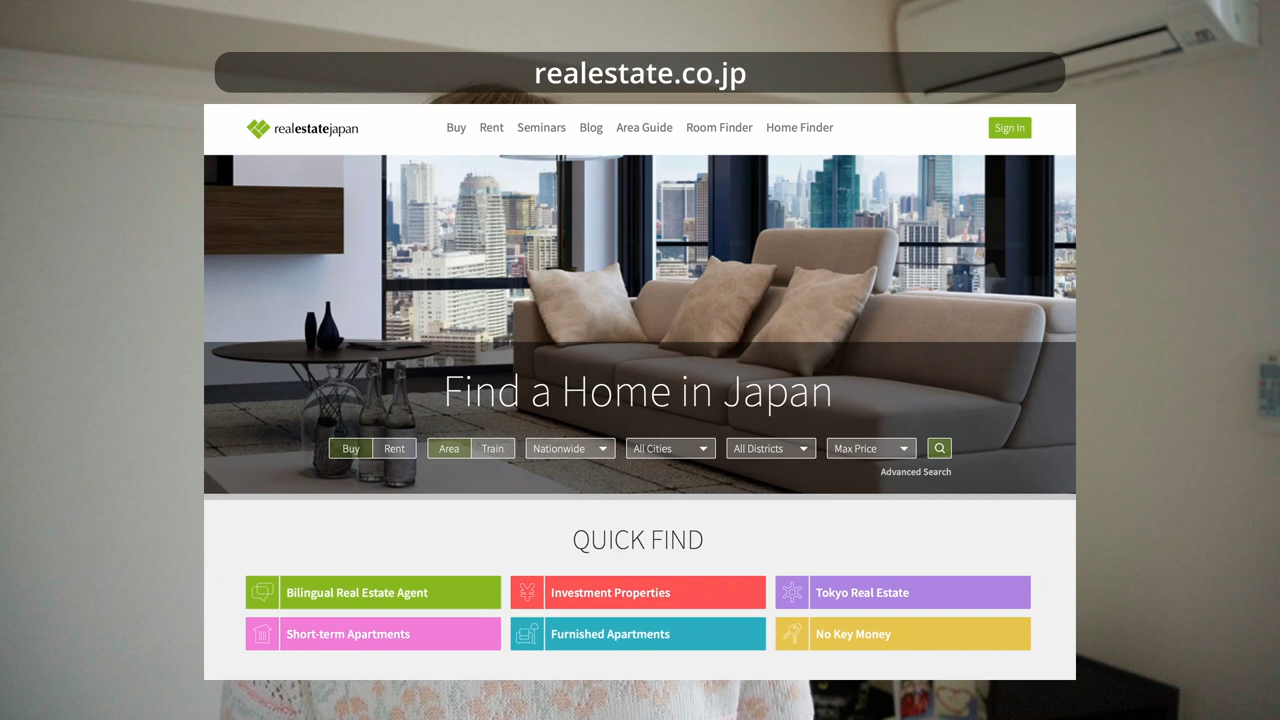 realestate.co.jp
realestatejapan
Buy Rent Seminars Blog Area Guide Room Finder Home Finder
Sign In
Find a Home in Japan
Buy Rent Area Train Nationwide All Cities All Districts Max Price
Advanced Search
QUICK FIND
Bilingual Real Estate Agent Investment Properties Tokyo Real Estate
Short-term Apartments Furnished Apartments No Key Money